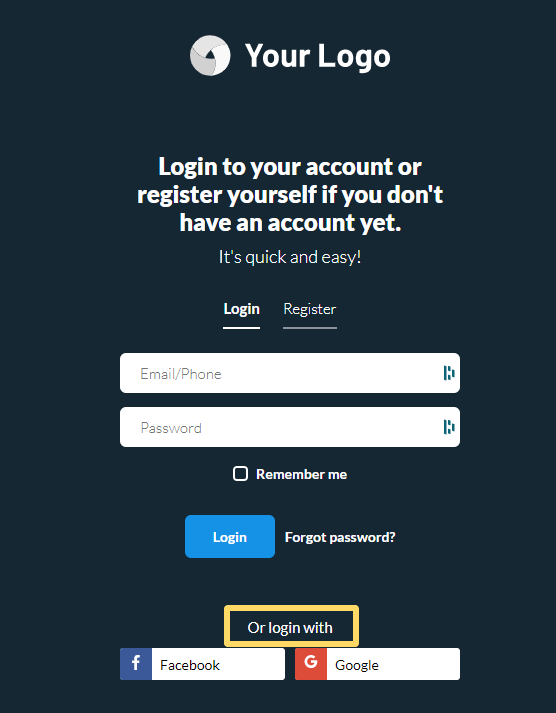 Your Logo
Login to your account or
register yourself if you don't
have an account yet.
It's quick and easy!
Login Register
Email/Phone
Password
Remember me
Login Forgot password?
Or login with
f Facebook G Google